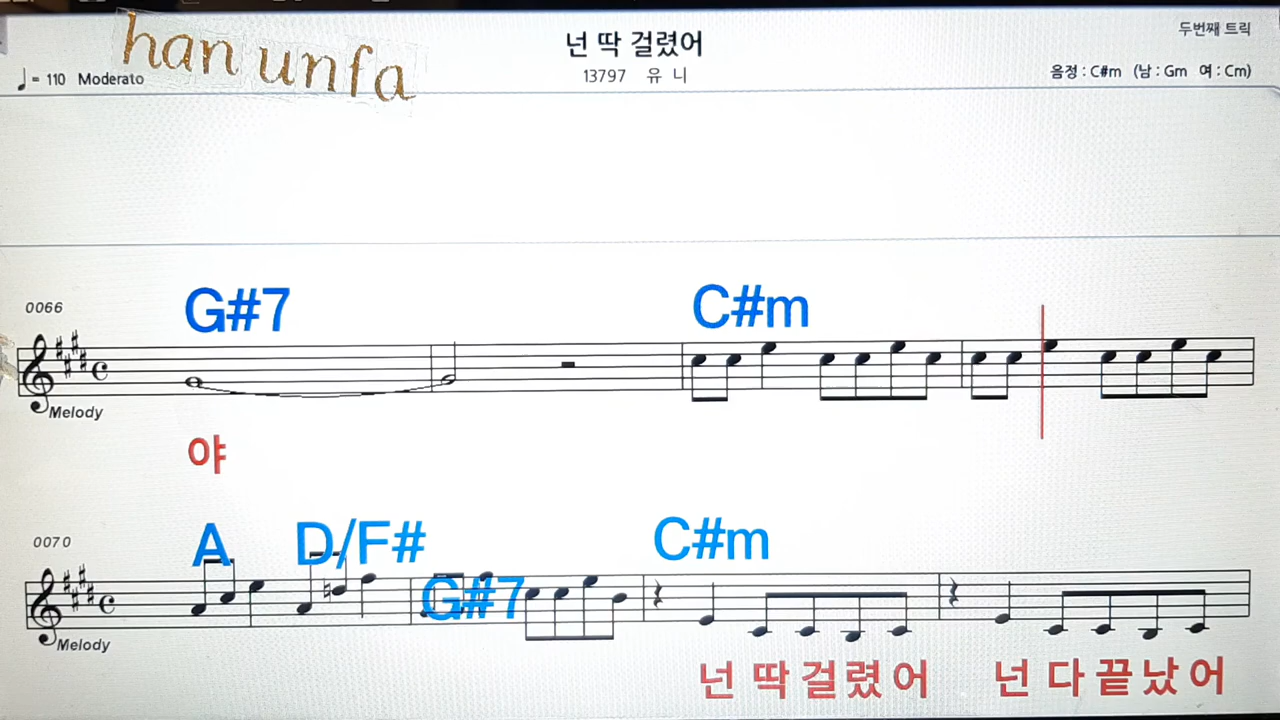 han unfa
넌 딱 걸렸어
두번째 트릭
♩= 110 Moderato
13797 유 니
음정 : C#m (남 : Gm 여 : Cm)
0066
G#7 C#m
Melody
야
0070
A D/F# G#7 C#m
Melody
넌 딱 걸 렸 어 넌 다 끝 났 어